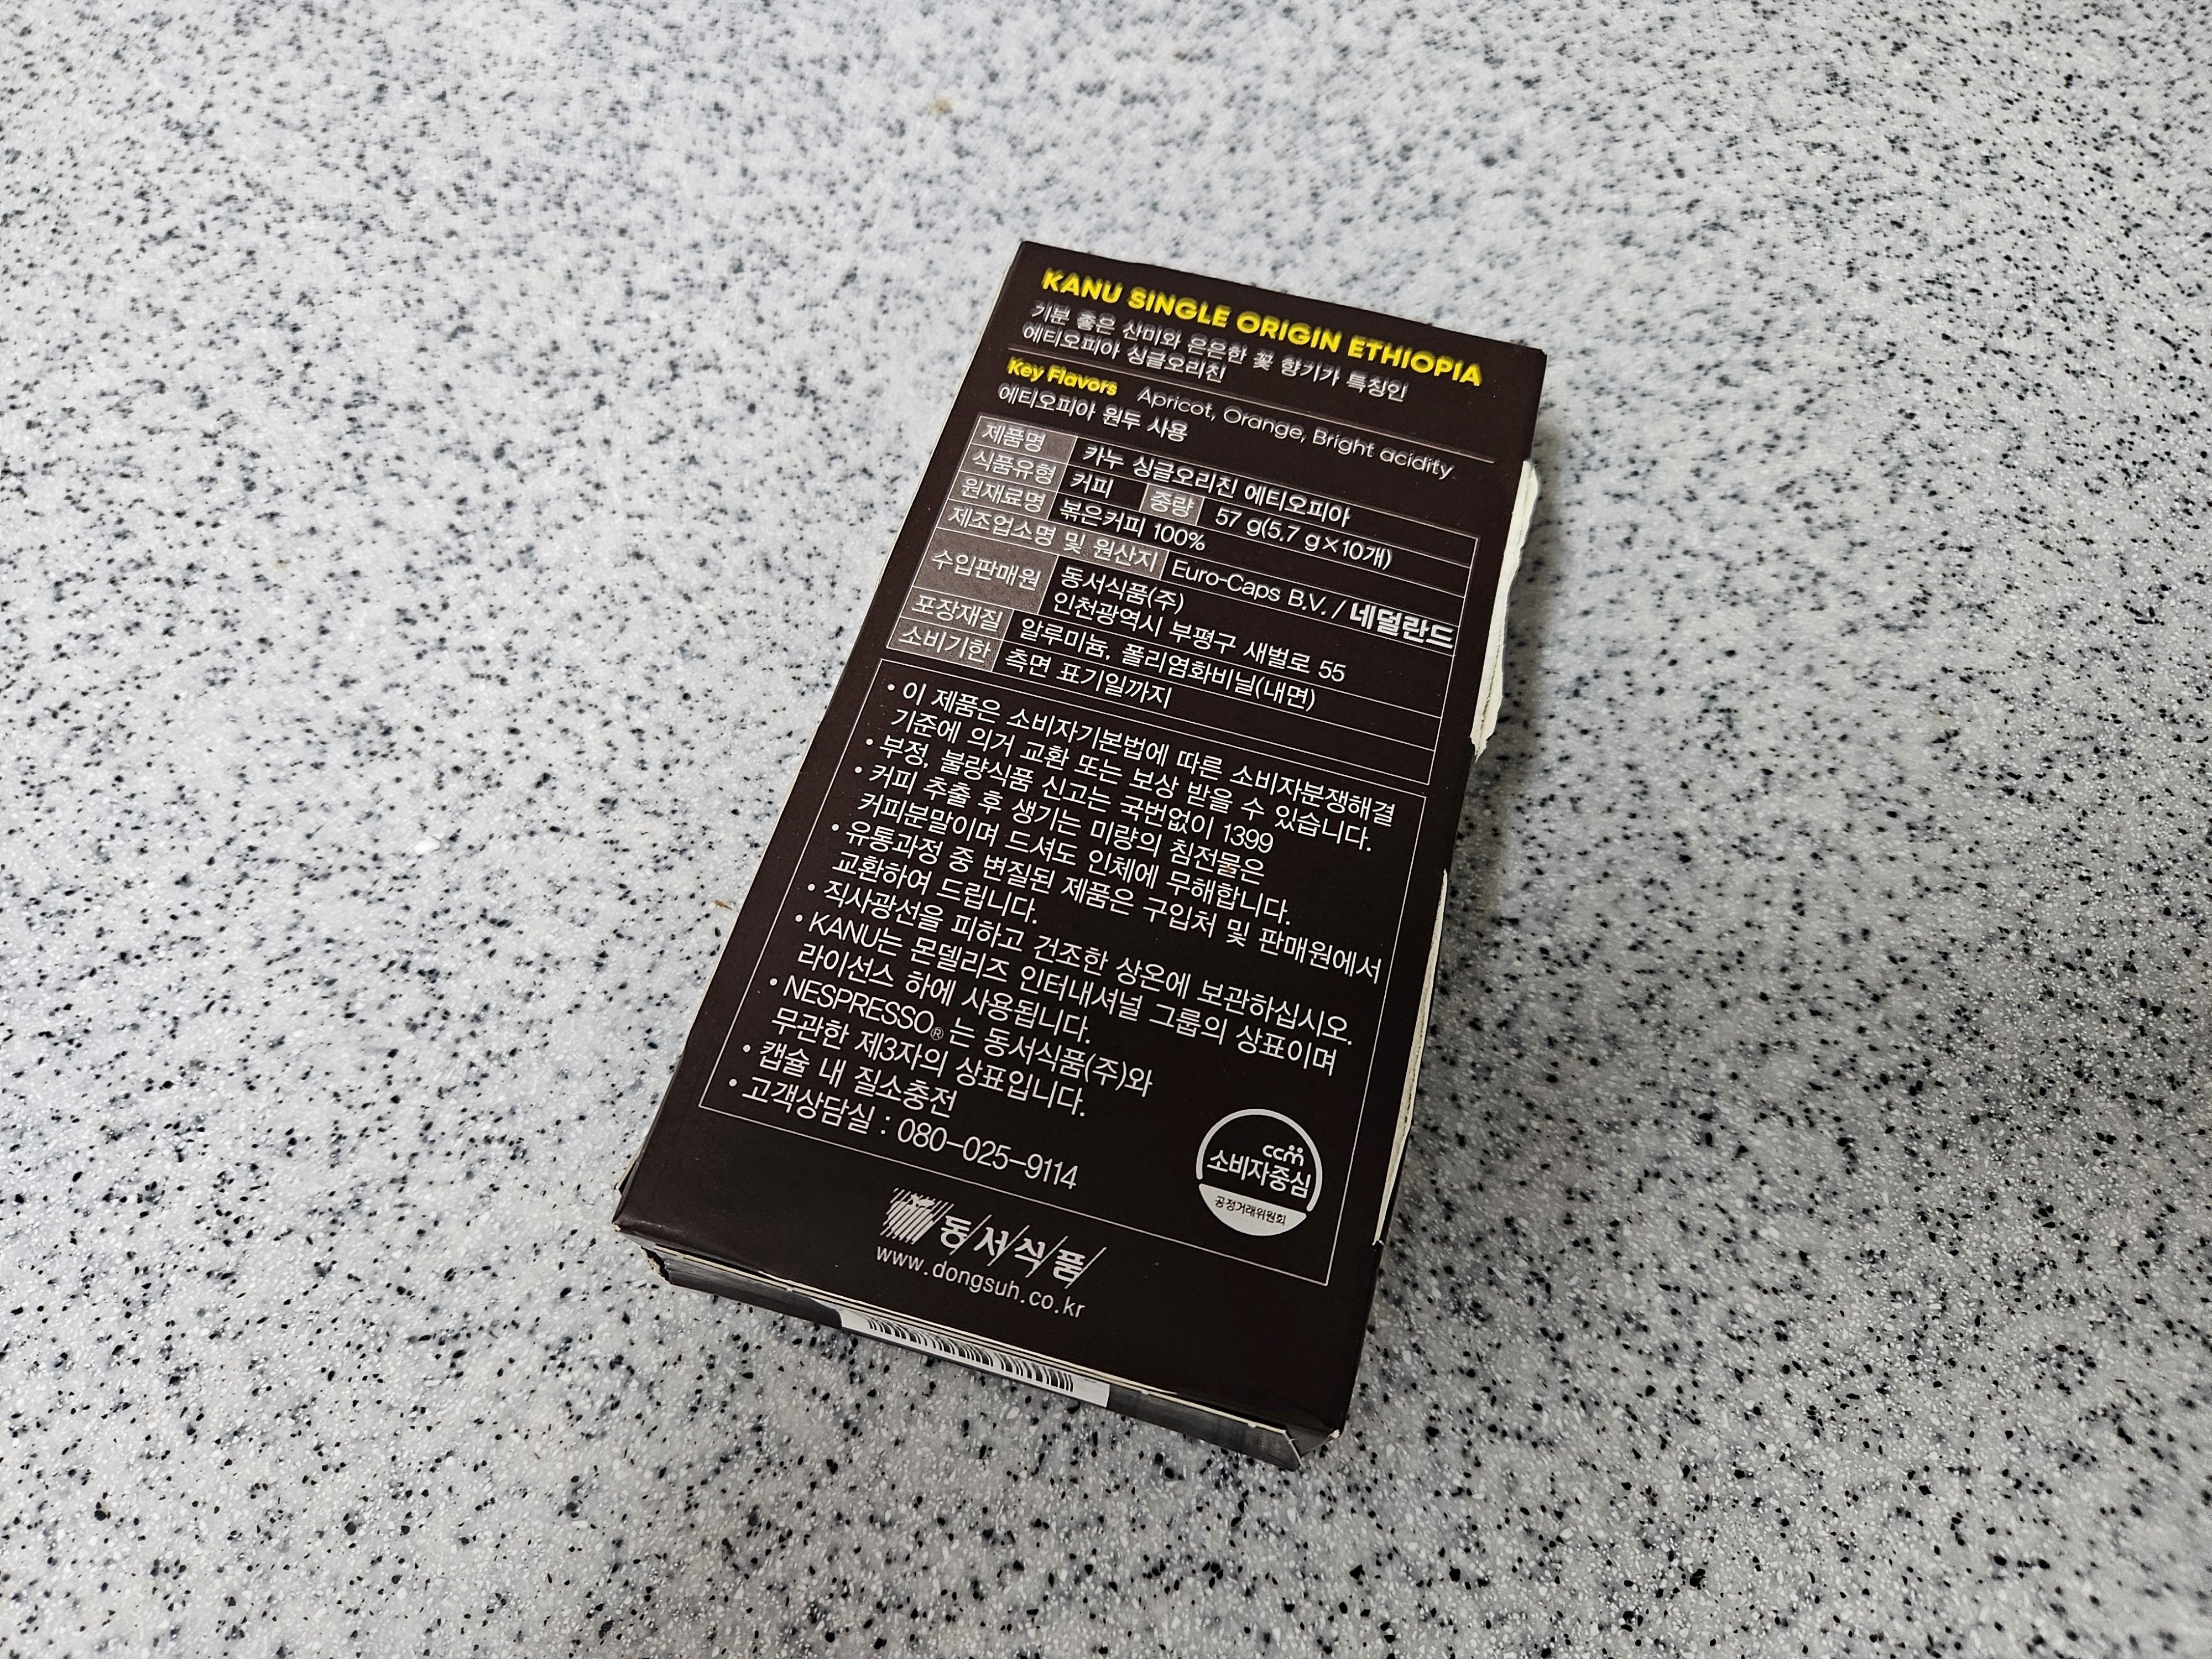 KANU SINGLE ORIGIN ETHIOPIA
기분 좋은 산미와 은은한 꽃 향기가 특징인
에티오피아 싱글오리진
Key Flavors Apricot, Orange, Bright acidity
에티오피아 원두 사용
제품명 카누 싱글오리진 에티오피아
식품유형 커피 중량 57 g(5.7 g×10개)
원재료명 볶은커피 100%
제조업소명 및 원산지 Euro-Caps B.V. / 네덜란드
수입판매원 동서식품(주)
인천광역시 부평구 새벌로 55
포장재질 알루미늄, 폴리염화비닐(내면)
소비기한 측면 표기일까지
• 이 제품은 소비자기본법에 따른 소비자분쟁해결
기준에 의거 교환 또는 보상 받을 수 있습니다.
• 부정, 불량식품 신고는 국번없이 1399
• 커피 추출 후 생기는 미량의 침전물은
커피분말이며 드셔도 인체에 무해합니다.
• 유통과정 중 변질된 제품은 구입처 및 판매원에서
교환하여 드립니다.
• 직사광선을 피하고 건조한 상온에 보관하십시오.
• KANU는 몬델리즈 인터내셔널 그룹의 상표이며
라이선스 하에 사용됩니다.
• NESPRESSO® 는 동서식품(주)와
무관한 제3자의 상표입니다.
• 캡슐 내 질소충전
• 고객상담실 : 080-025-9114
ccm
소비자중심
공정거래위원회
동서식품
www.dongsuh.co.kr